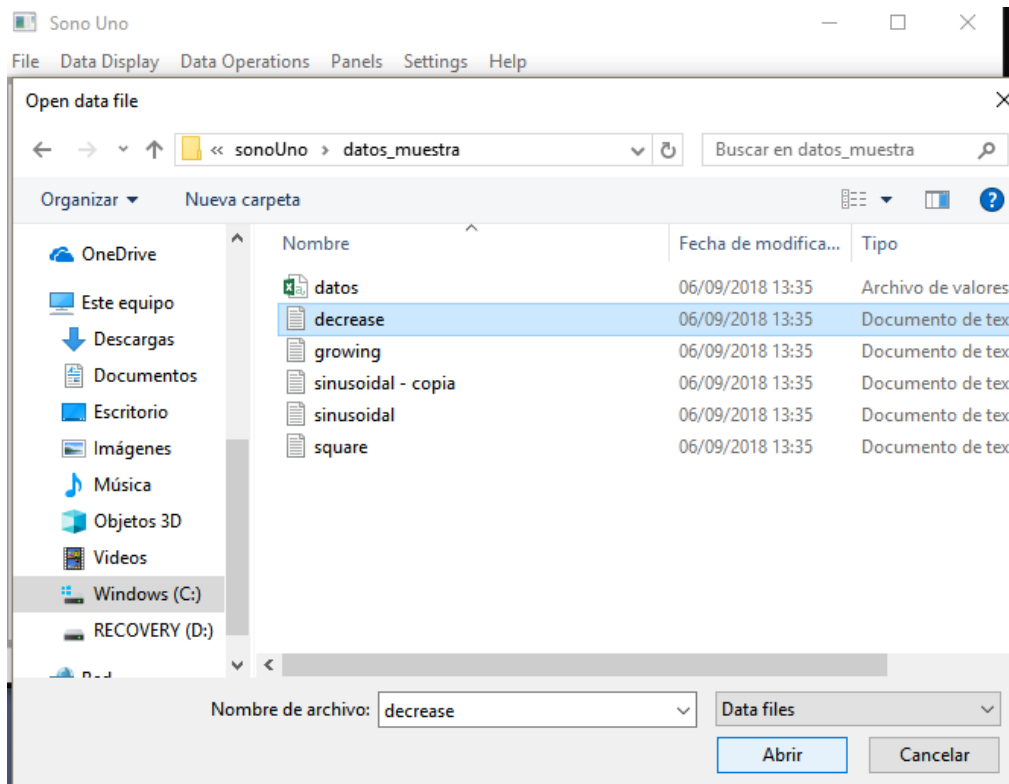 Sono Uno
File Data Display Data Operations Panels Settings Help
Open data file
« sonoUno > datos_muestra
Buscar en datos_muestra
Organizar
Nueva carpeta
Nombre Fecha de modifica... Tipo
OneDrive
Este equipo
Descargas
Documentos
Escritorio
Imágenes
Música
Objetos 3D
Videos
Windows (C:)
RECOVERY (D:)
datos 06/09/2018 13:35 Archivo de valores
decrease 06/09/2018 13:35 Documento de tex
growing 06/09/2018 13:35 Documento de tex
sinusoidal - copia 06/09/2018 13:35 Documento de tex
sinusoidal 06/09/2018 13:35 Documento de tex
square 06/09/2018 13:35 Documento de tex
Nombre de archivo: decrease Data files
Abrir Cancelar